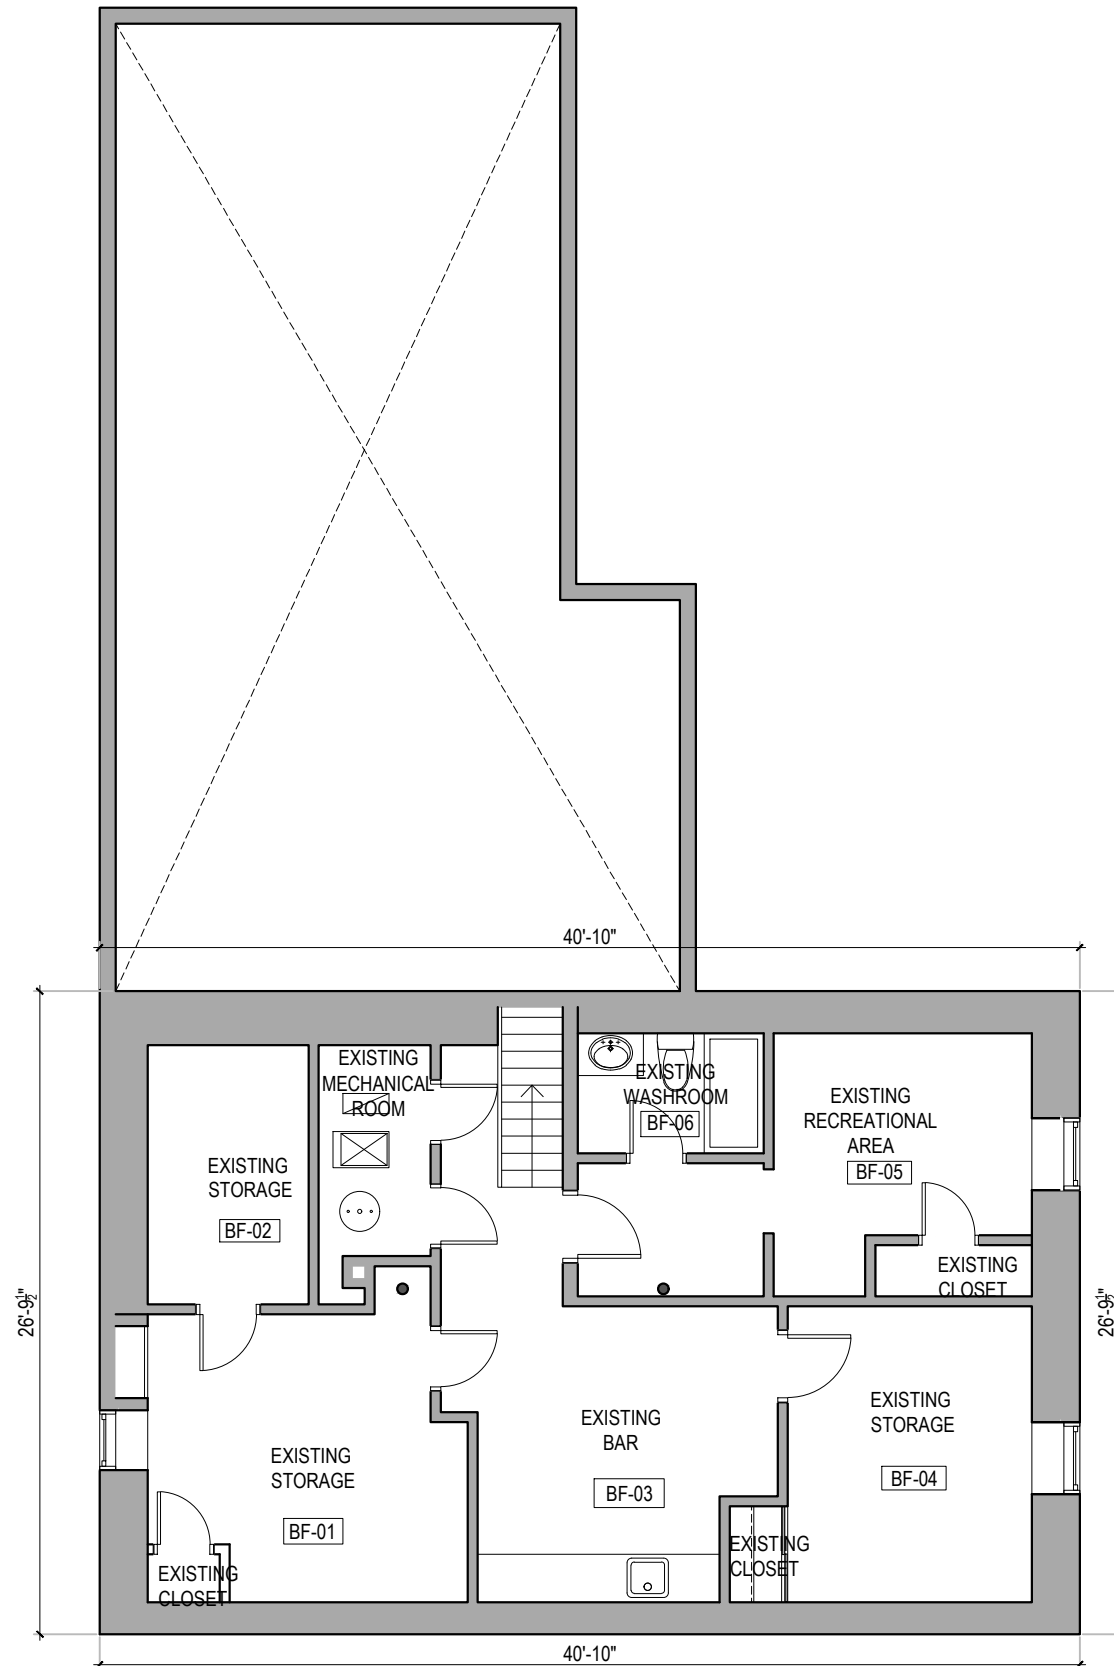 40'-10"
EXISTING
MECHANICAL
ROOM
EXISTING
WASHROOM
BF-06
EXISTING
RECREATIONAL
AREA
BF-05
EXISTING
STORAGE
BF-02
EXISTING
CLOSET
26'-9½"
26'-9½"
EXISTING
STORAGE
BF-04
EXISTING
BAR
BF-03
EXISTING
STORAGE
BF-01
EXISTING
CLOSET
EXISTING
CLOSET
40'-10"